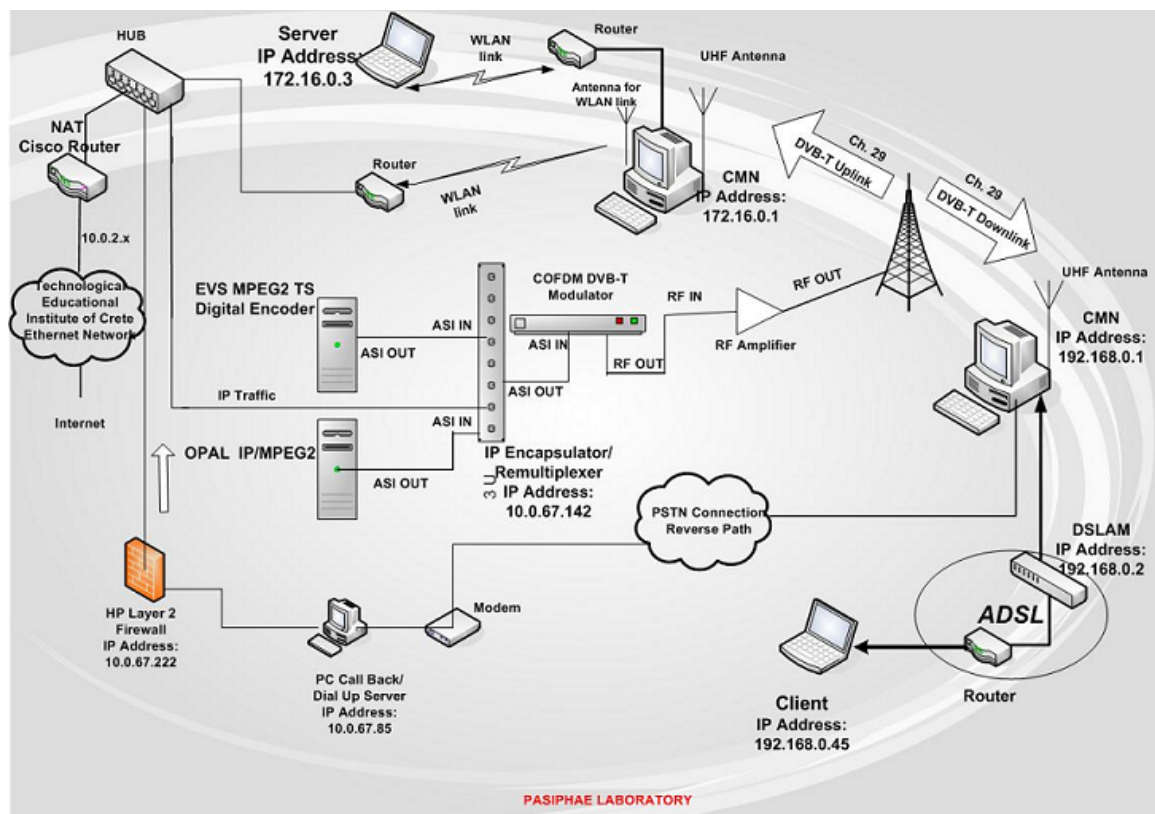 HUB
Server
IP Address:
172.16.0.3
WLAN
link
Router
UHF Antenna
Antenna for
WLAN link
NAT
Cisco Router
Router
WLAN
link
CMN
IP Address:
172.16.0.1
Ch. 29
DVB-T Uplink
Ch. 29
DVB-T Downlink
10.0.2.x
Technological
Educational
Institute of Crete
Ethernet Network
Internet
EVS MPEG2 TS
Digital Encoder
ASI IN
ASI OUT
COFDM DVB-T
Modulator
ASI IN
RF OUT
ASI OUT
RF IN
RF Amplifier
RF OUT
UHF Antenna
CMN
IP Address:
192.168.0.1
IP Traffic
ASI IN
OPAL IP/MPEG2
ASI OUT
3 U
IP Encapsulator/
Remultiplexer
IP Address:
10.0.67.142
PSTN Connection
Reverse Path
DSLAM
IP Address:
192.168.0.2
ADSL
Router
HP Layer 2
Firewall
IP Address:
10.0.67.222
Modem
PC Call Back/
Dial Up Server
IP Address:
10.0.67.85
Client
IP Address:
192.168.0.45
PASIPHAE LABORATORY